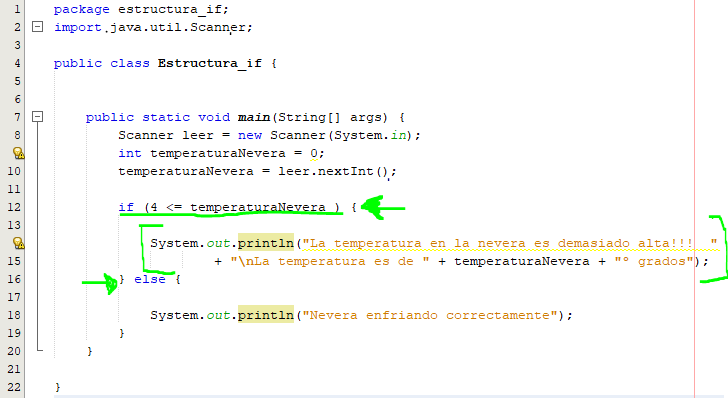 1 package estructura_if;
2 import java.util.Scanner;
3
4 public class Estructura_if {
5
6
7 public static void main(String[] args) {
8 Scanner leer = new Scanner(System.in);
int temperaturaNevera = 0;
10 temperaturaNevera = leer.nextInt();
11
12 if (4 <= temperaturaNevera ) {
13
System.out.println("La temperatura en la nevera es demasiado alta!!! "
15 + "\nLa temperatura es de " + temperaturaNevera + "° grados");
16 } else {
17
18 System.out.println("Nevera enfriando correctamente");
19 }
20 }
21
22 }